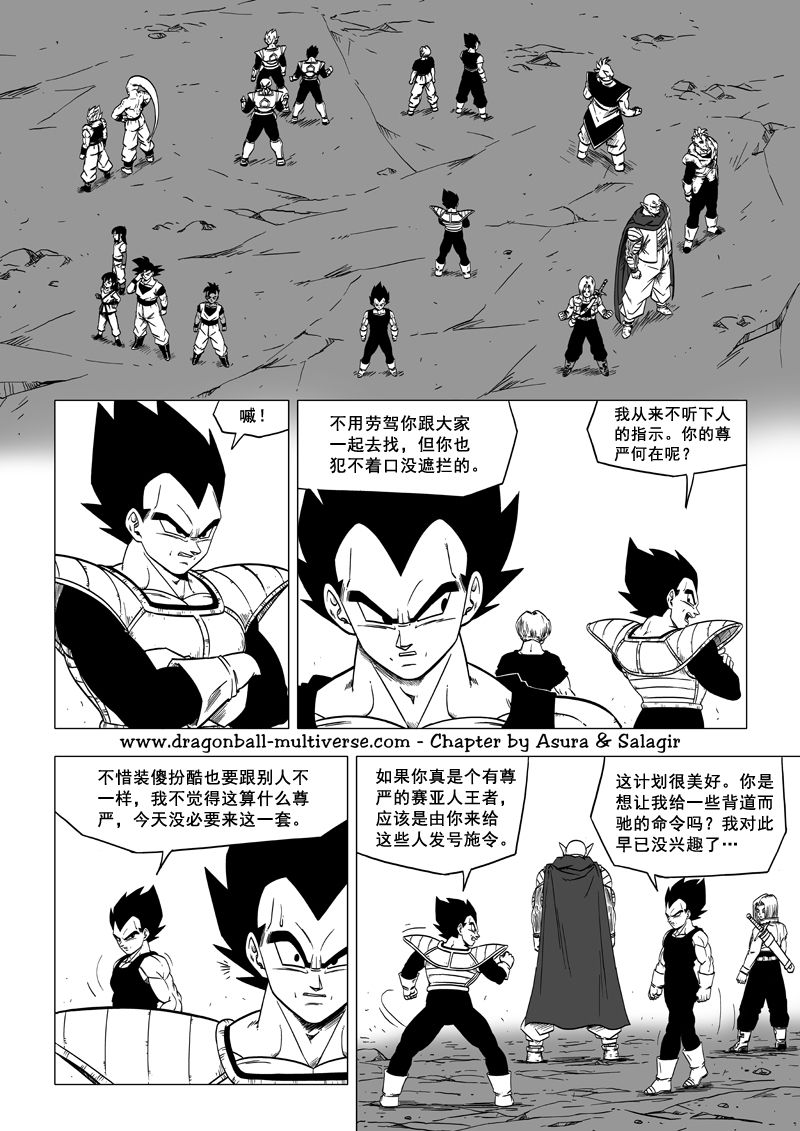 嘁！
不用劳驾你跟大家
一起去找，但你也
犯不着口没遮拦的。
我从来不听下人
的指示。你的尊
严何在呢？
www.dragonball-multiverse.com - Chapter by Asura & Salagir
不惜装傻扮酷也要跟别人不
一样，我不觉得这算什么尊
严，今天没必要来这一套。
如果你真是个有尊
严的赛亚人王者，
应该是由你来给
这些人发号施令。
这计划很美好。你是
想让我给一些背道而
驰的命令吗？我对此
早已没兴趣了…